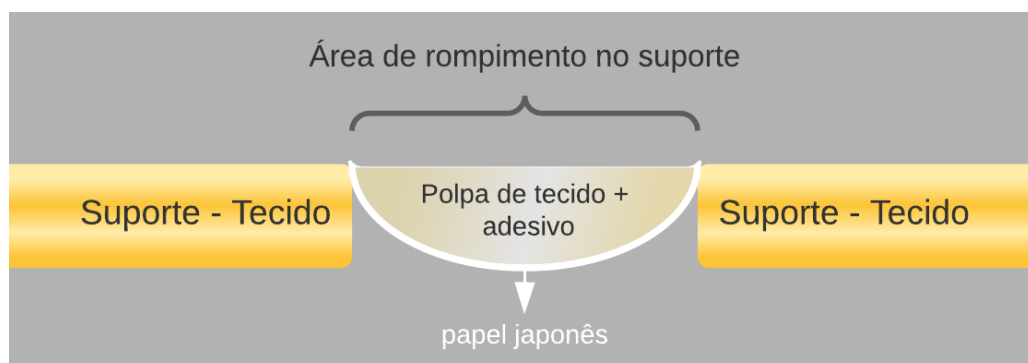 Área de rompimento no suporte
Suporte - Tecido
Polpa de tecido +
adesivo
Suporte - Tecido
papel japonês